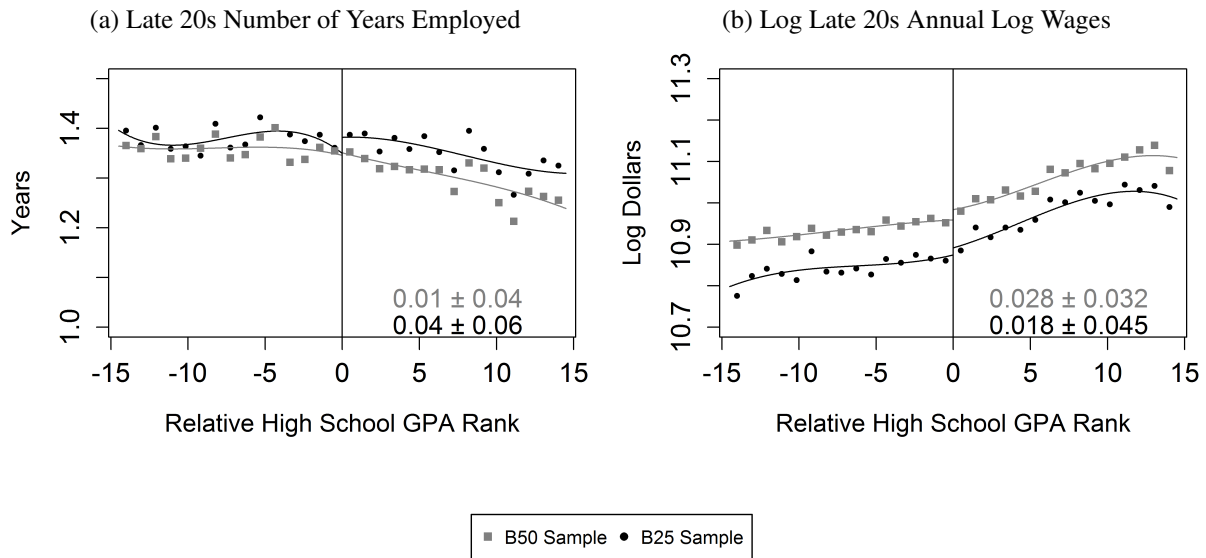 (a) Late 20s Number of Years Employed
(b) Log Late 20s Annual Log Wages
Years
1.0 1.2 1.4
0.01 ± 0.04
0.04 ± 0.06
-15 -10 -5 0 5 10 15
Relative High School GPA Rank
Log Dollars
10.7 10.9 11.1 11.3
0.028 ± 0.032
0.018 ± 0.045
-15 -10 -5 0 5 10 15
Relative High School GPA Rank
B50 Sample B25 Sample